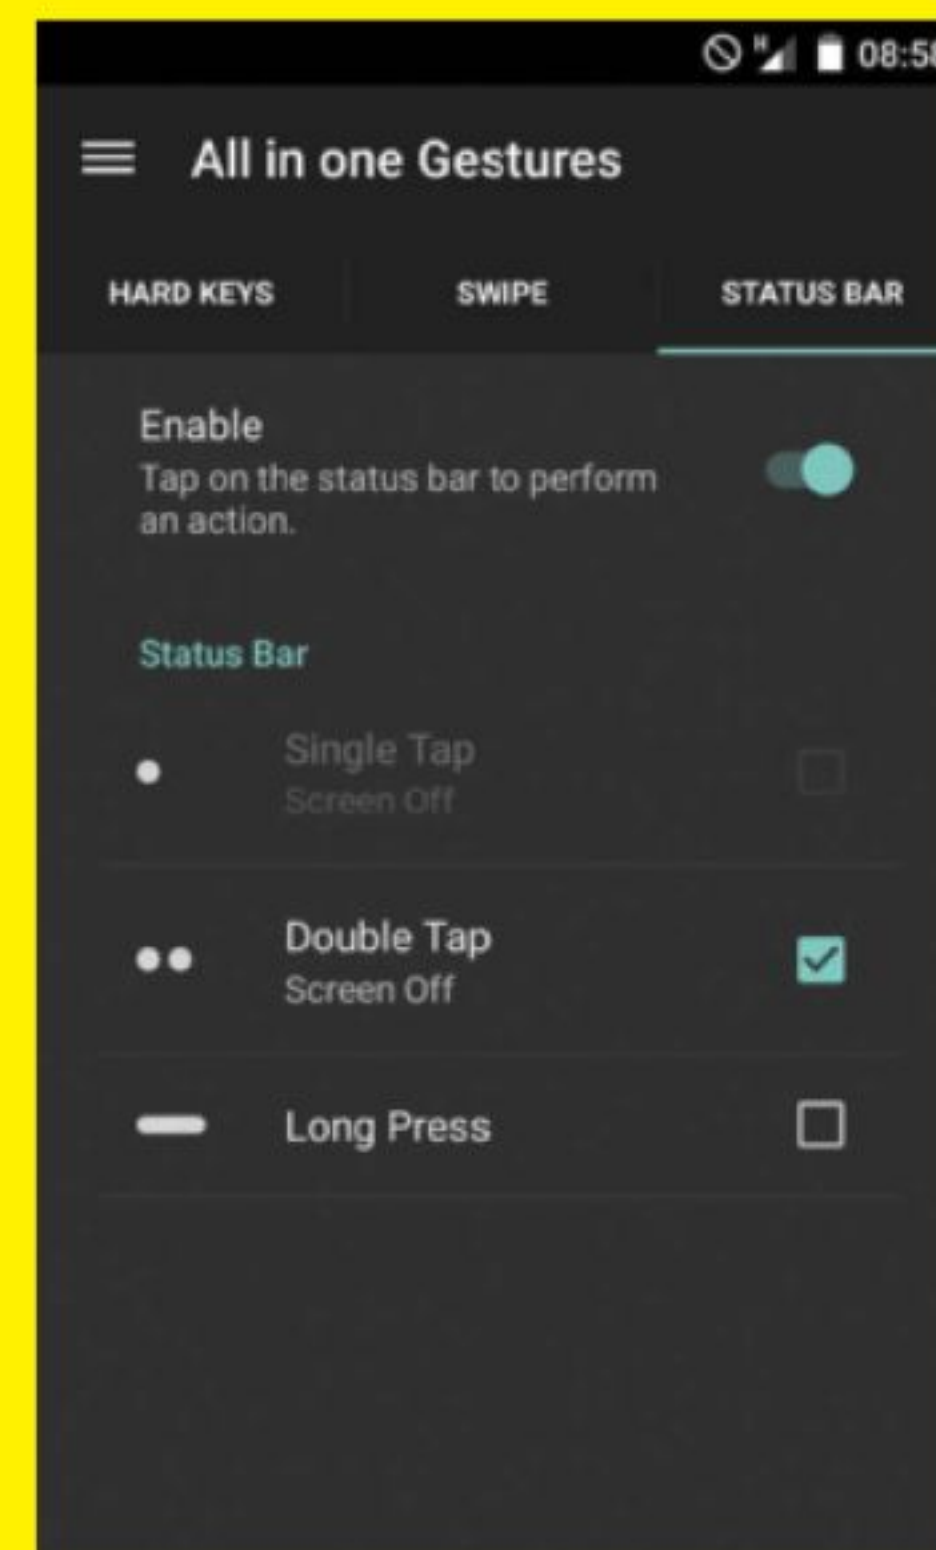 H 08:58
All in one Gestures
HARD KEYS SWIPE STATUS BAR
Enable
Tap on the status bar to perform
an action.
Status Bar
Single Tap
Screen Off
Double Tap
Screen Off
Long Press